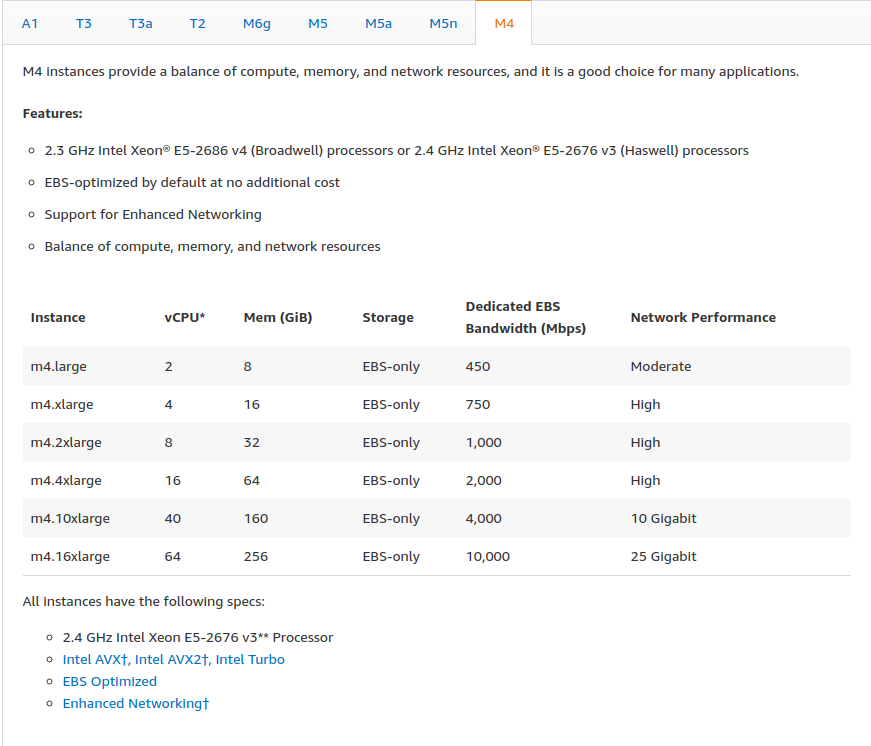 A1 T3 T3a T2 M6g M5 M5a M5n M4
M4 instances provide a balance of compute, memory, and network resources, and it is a good choice for many applications.
Features:
2.3 GHz Intel Xeon® E5-2686 v4 (Broadwell) processors or 2.4 GHz Intel Xeon® E5-2676 v3 (Haswell) processors
EBS-optimized by default at no additional cost
Support for Enhanced Networking
Balance of compute, memory, and network resources
Instance vCPU* Mem (GiB) Storage Dedicated EBS Bandwidth (Mbps) Network Performance
m4.large 2 8 EBS-only 450 Moderate
m4.xlarge 4 16 EBS-only 750 High
m4.2xlarge 8 32 EBS-only 1,000 High
m4.4xlarge 16 64 EBS-only 2,000 High
m4.10xlarge 40 160 EBS-only 4,000 10 Gigabit
m4.16xlarge 64 256 EBS-only 10,000 25 Gigabit
All instances have the following specs:
2.4 GHz Intel Xeon E5-2676 v3** Processor
Intel AVX†, Intel AVX2†, Intel Turbo
EBS Optimized
Enhanced Networking†